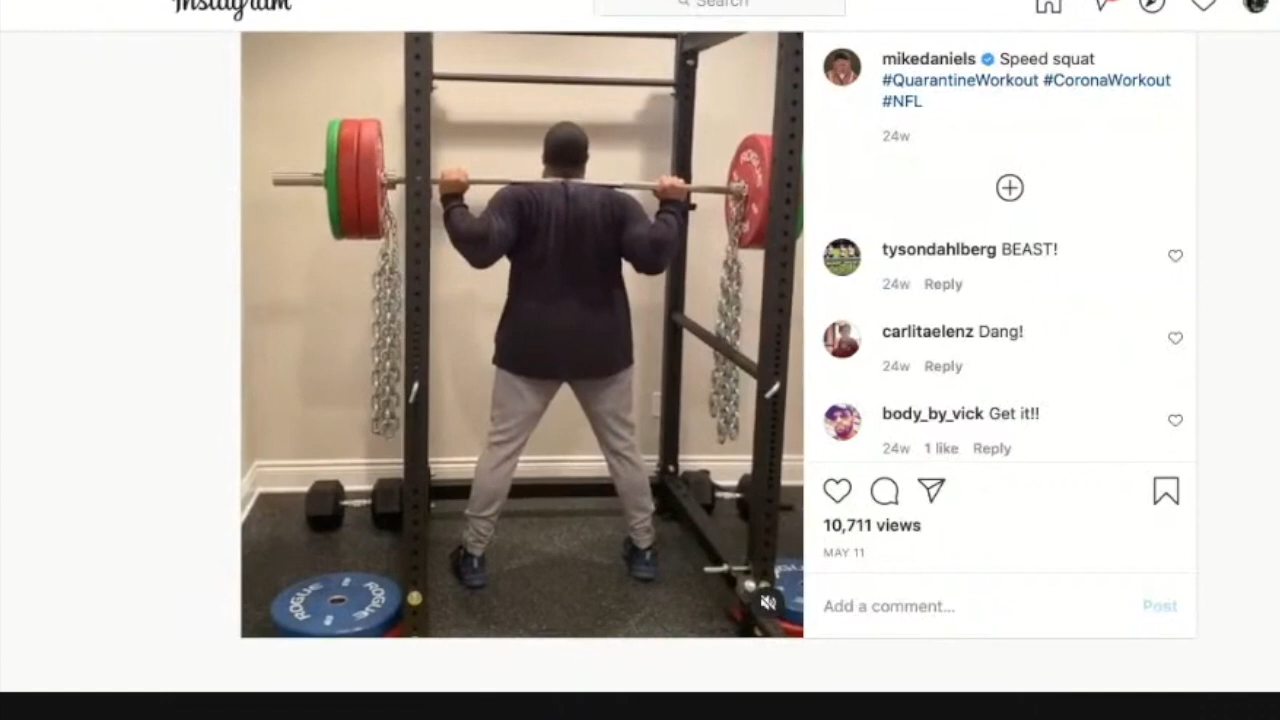 Instagram
Search
mikedaniels Speed squat
#QuarantineWorkout #CoronaWorkout
#NFL
24w
tysondahlberg BEAST!
24w Reply
carlitaelenz Dang!
24w Reply
body_by_vick Get it!!
24w 1 like Reply
10,711 views
MAY 11
Add a comment... Post
ROGUE
ROGUE
ROGUE